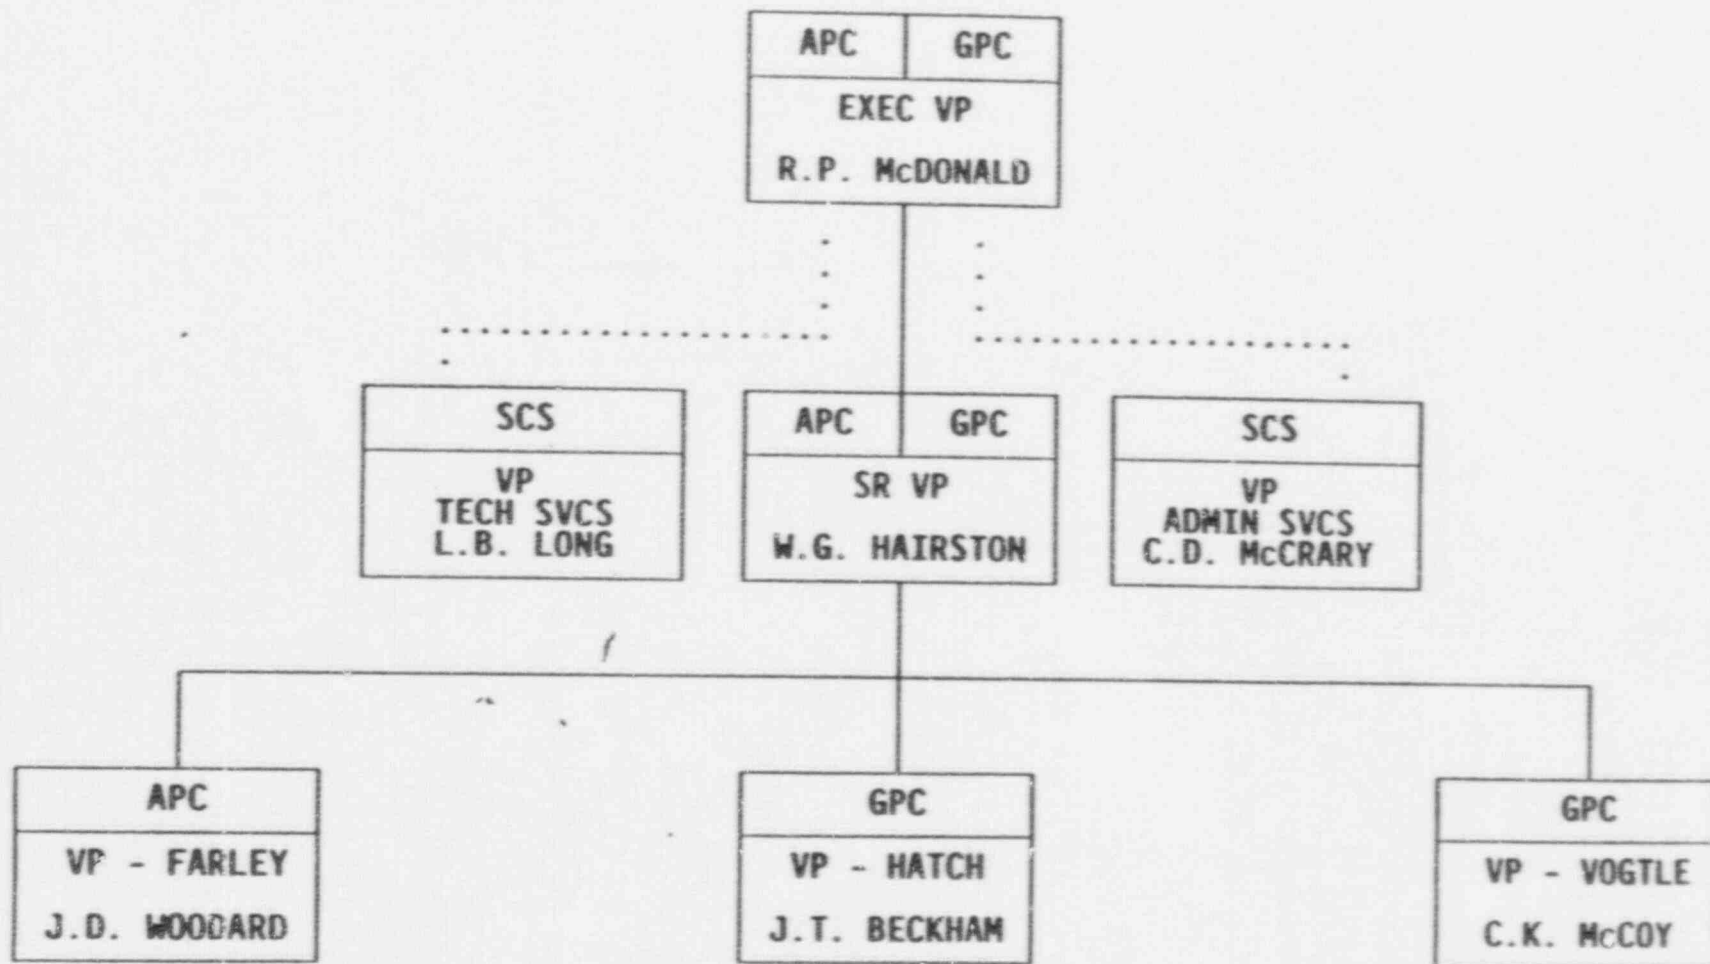 APC GPC
EXEC VP
R.P. McDONALD
SCS
VP
TECH SVCS
L.B. LONG
APC GPC
SR VP
W.G. HAIRSTON
SCS
VP
ADMIN SVCS
C.D. McCRARY
APC
VP - FARLEY
J.D. WOODARD
GPC
VP - HATCH
J.T. BECKHAM
GPC
VP - VOGTLE
C.K. McCOY